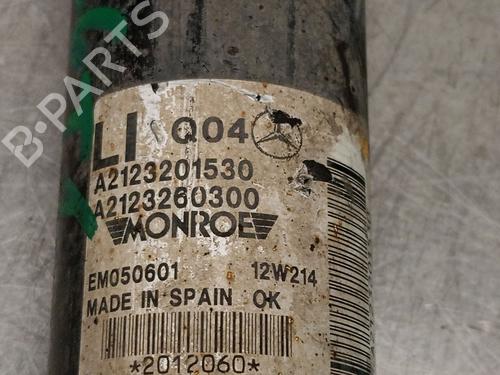 B-PARTS
LI Q04
A2123201530
A2123260300
MONROE
EM050601 12W214
MADE IN SPAIN OK
*2012060*